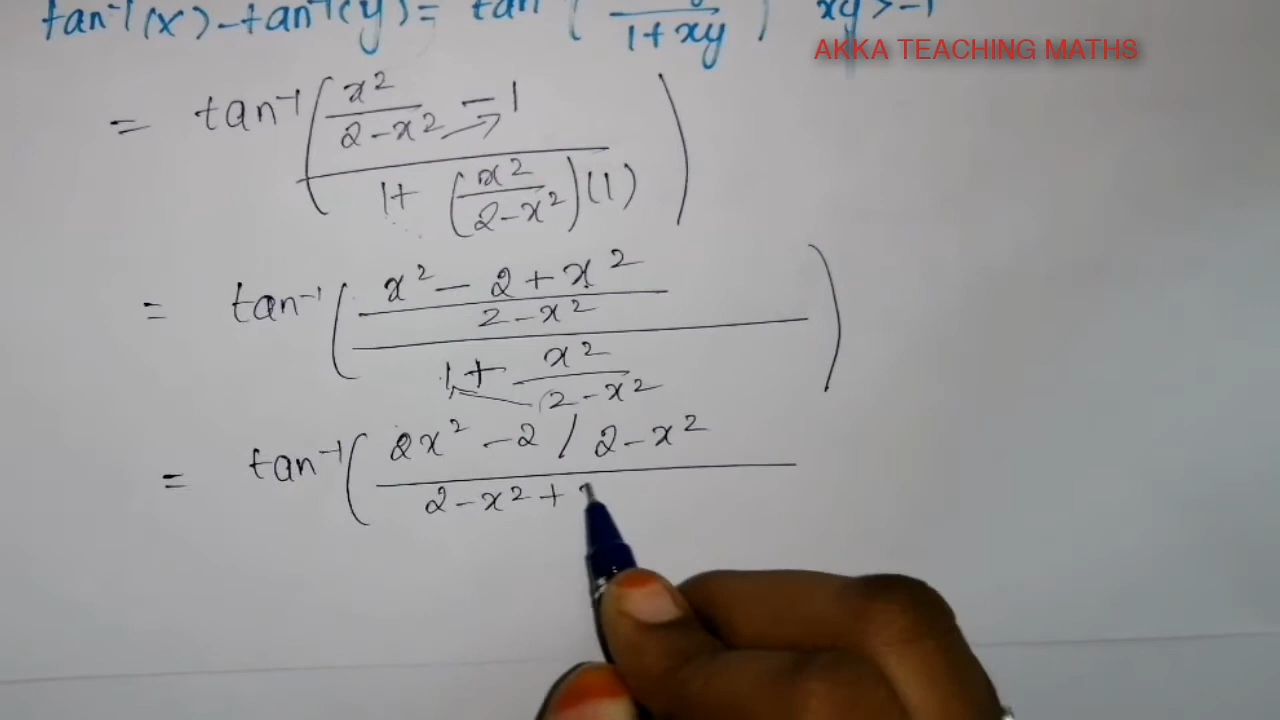 tan⁻¹(x) - tan⁻¹(y) = tan ( / 1 + xy ) xy > -1
AKKA TEACHING MATHS
= tan⁻¹ ( (x² / 2 - x² - 1) / (1 + (x² / 2 - x²)(1)) )
= tan⁻¹ ( (x² - 2 + x² / 2 - x²) / (1 + x² / 2 - x²) )
= tan⁻¹ ( 2x² - 2 / 2 - x²
2 - x² +